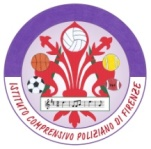 ISTITUTO COMPRENSIVO POLIZIANO DI FIRENZE